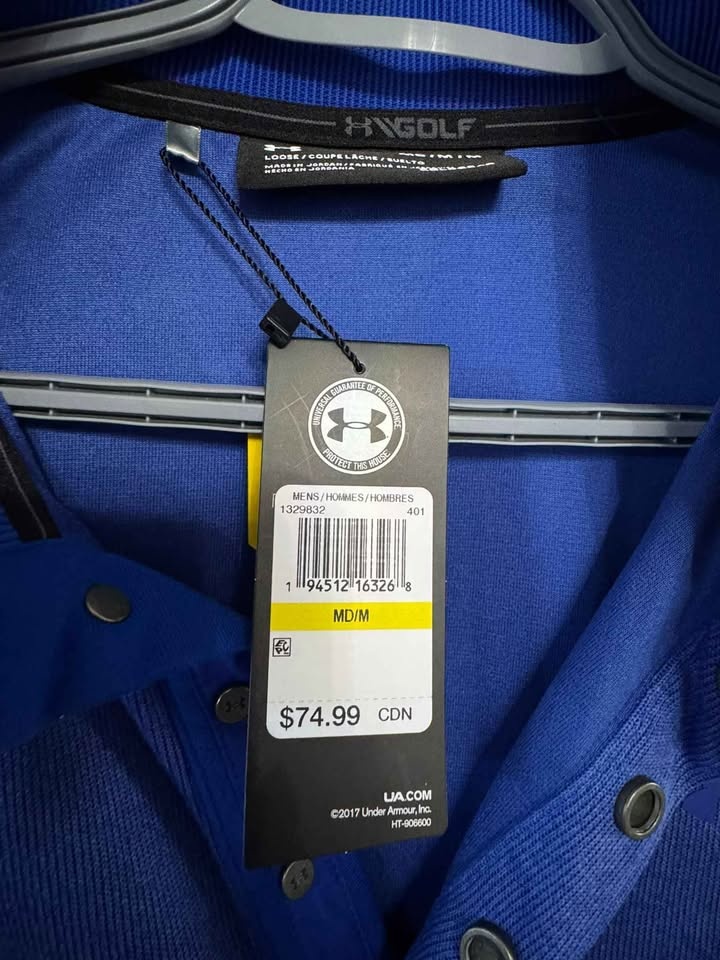 GOLF
LOOSE / COUPE LÂCHE / SUELTO
MADE IN JORDAN / FABRIQUÉ EN
HECHO EN JORDANIA
UNIVERSAL GUARANTEE OF PERFORMANCE
PROTECT THIS HOUSE
MENS / HOMMES / HOMBRES
1329832 401
1 94512 16326 8
MD/M
$74.99 CDN
UA.COM
©2017 Under Armour, Inc.
HT-906600